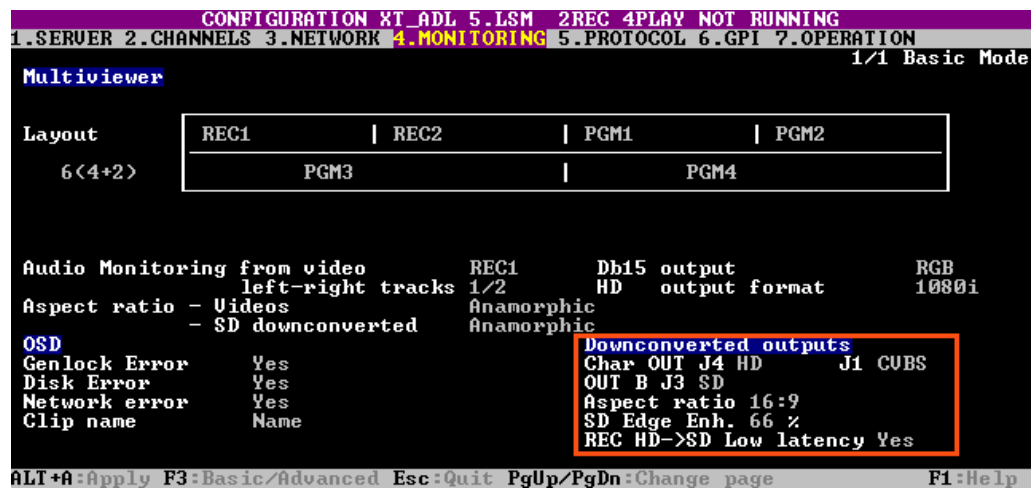 CONFIGURATION XT_ADL 5.LSM 2REC 4PLAY NOT RUNNING
1.SERVER 2.CHANNELS 3.NETWORK 4.MONITORING 5.PROTOCOL 6.GPI 7.OPERATION
1/1 Basic Mode
Multiviewer
Layout REC1 REC2 PGM1 PGM2
6(4+2) PGM3 PGM4
Audio Monitoring from video REC1 Db15 output RGB
left-right tracks 1/2 HD output format 1080i
Aspect ratio - Videos Anamorphic
- SD downconverted Anamorphic
OSD Downconverted outputs
Genlock Error Yes Char OUT J4 HD J1 CVBS
Disk Error Yes OUT B J3 SD
Network error Yes Aspect ratio 16:9
Clip name Name SD Edge Enh. 66 %
REC HD->SD Low latency Yes
ALT+A:Apply F3:Basic/Advanced Esc:Quit PgUp/PgDn:Change page F1:Help